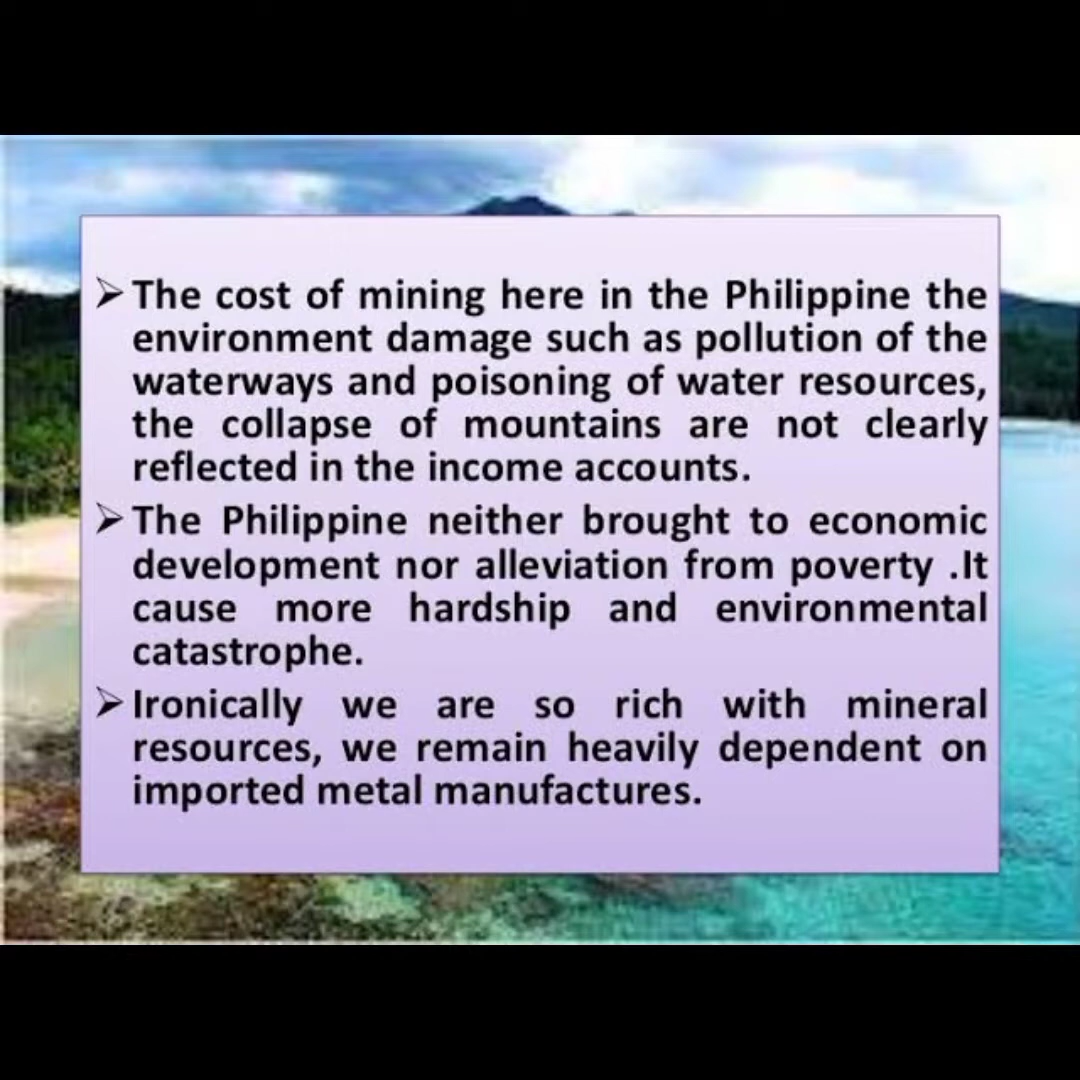 ➢ The cost of mining here in the Philippine the
environment damage such as pollution of the
waterways and poisoning of water resources,
the collapse of mountains are not clearly
reflected in the income accounts.
➢ The Philippine neither brought to economic
development nor alleviation from poverty .It
cause more hardship and environmental
catastrophe.
➢ Ironically we are so rich with mineral
resources, we remain heavily dependent on
imported metal manufactures.